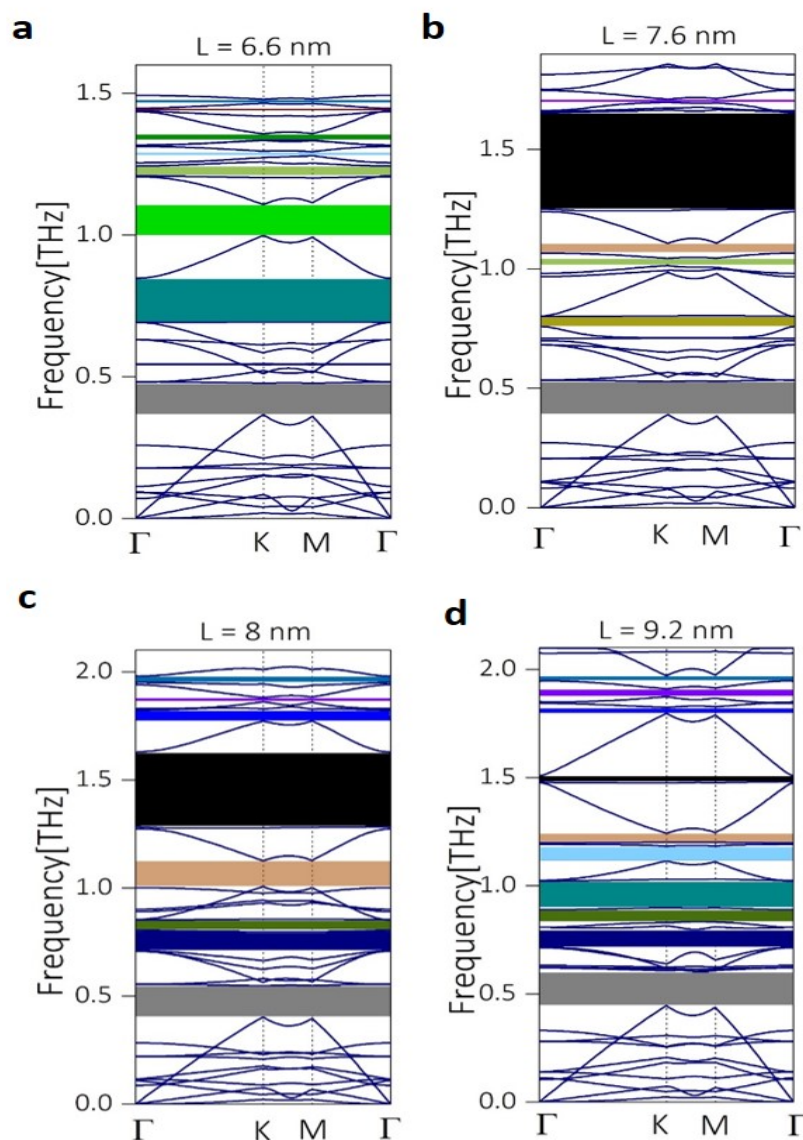 a
L = 6.6 nm
Frequency[THz]
1.5
1.0
0.5
0.0
Γ K M Γ
b
L = 7.6 nm
Frequency[THz]
1.5
1.0
0.5
0.0
Γ K M Γ
c
L = 8 nm
Frequency[THz]
2.0
1.5
1.0
0.5
0.0
Γ K M Γ
d
L = 9.2 nm
Frequency[THz]
2.0
1.5
1.0
0.5
0.0
Γ K M Γ